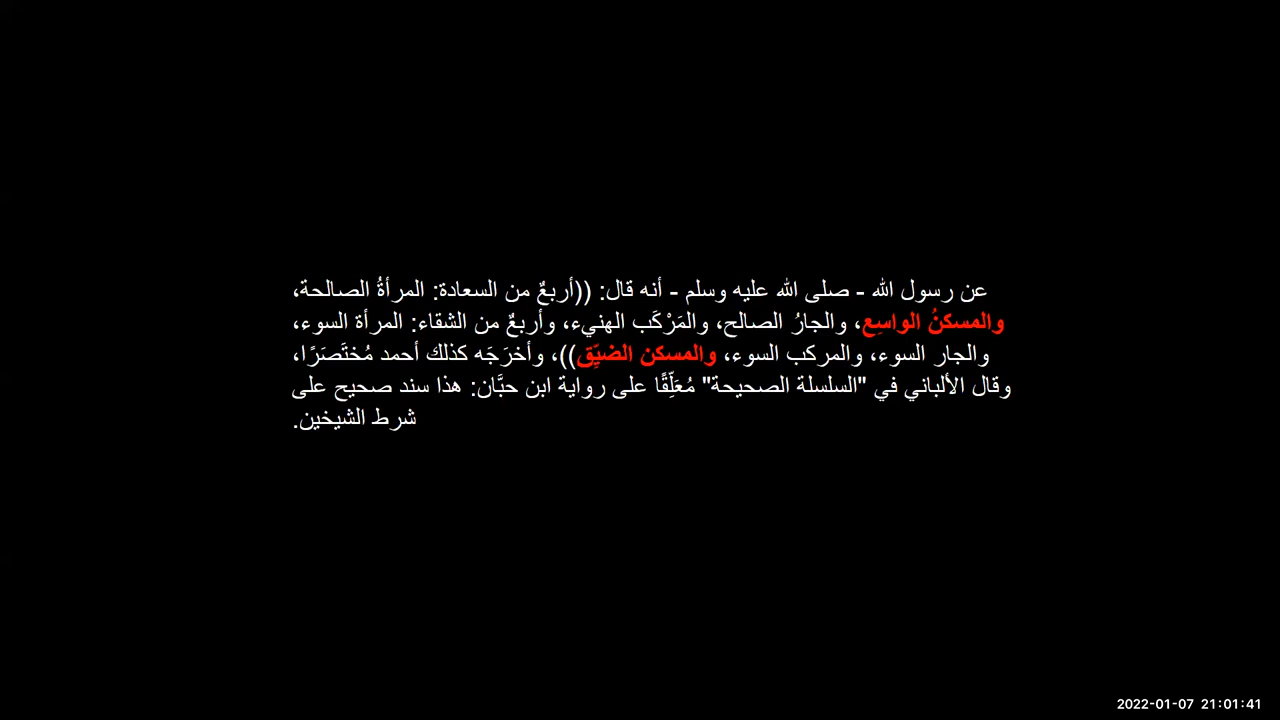 عن رسول الله - صلى الله عليه وسلم - أنه قال: ((أربعٌ من السعادة: المرأةُ الصالحة،
والمسكنُ الواسِع، والجارُ الصالح، والمَرْكَب الهنيء، وأربعٌ من الشقاء: المرأة السوء،
والجار السوء، والمركب السوء، والمسكن الضيِّق))، وأخرَجَه كذلك أحمد مُختَصَرًا،
وقال الألباني في "السلسلة الصحيحة" مُعَلِّقًا على رواية ابن حبَّان: هذا سند صحيح على
شرط الشيخين.
2022-01-07 21:01:41